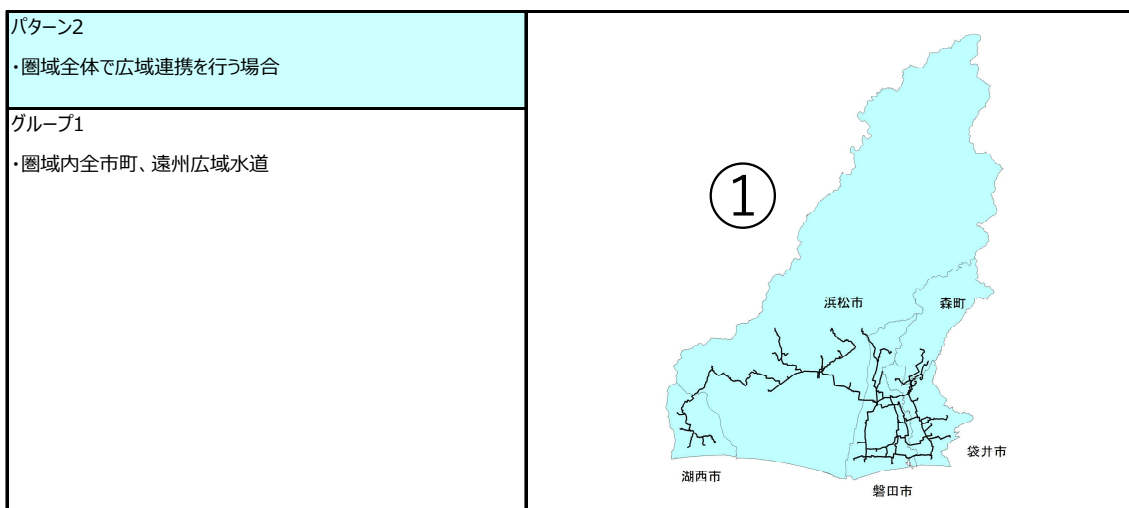 パターン2
・圏域全体で広域連携を行う場合
グループ1
・圏域内全市町、遠州広域水道
①
浜松市
森町
袋井市
湖西市
磐田市